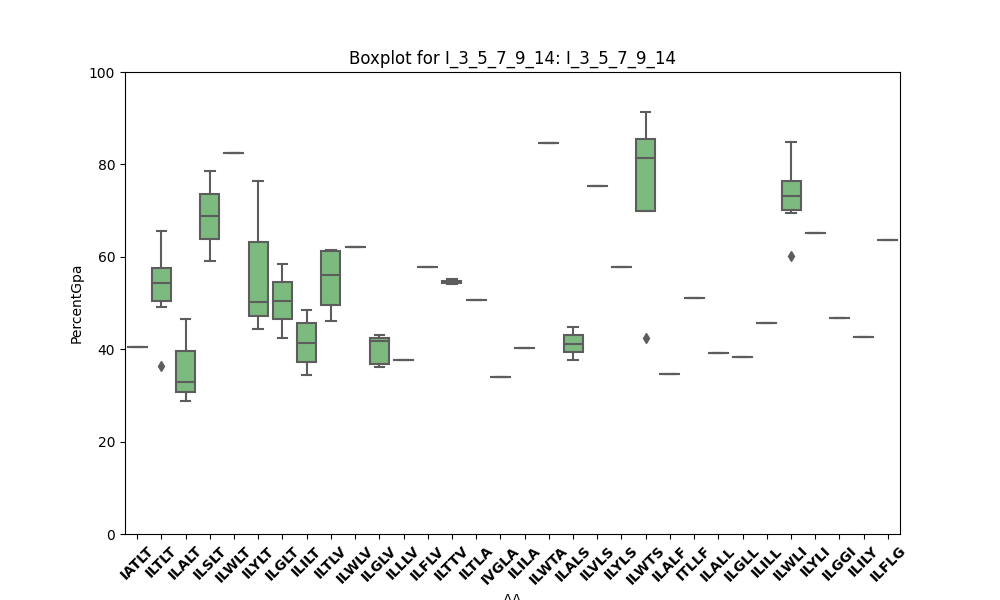 Boxplot for I_3_5_7_9_14: I_3_5_7_9_14
100
80
60
40
20
0
PercentGpa
IATLT ILTLT ILALT ILSLT ILWLT ILYLT ILGLT ILILT ILTLV ILWLV ILGLV ILLLV ILFLV ILTTV ILTLA IVGLA ILILA ILWTA ILALS ILVLS ILYLS ILWTS ILALF ITLLF ILALL ILGLL ILILL ILWLI ILYLI ILGGI ILILY ILFLG
AA